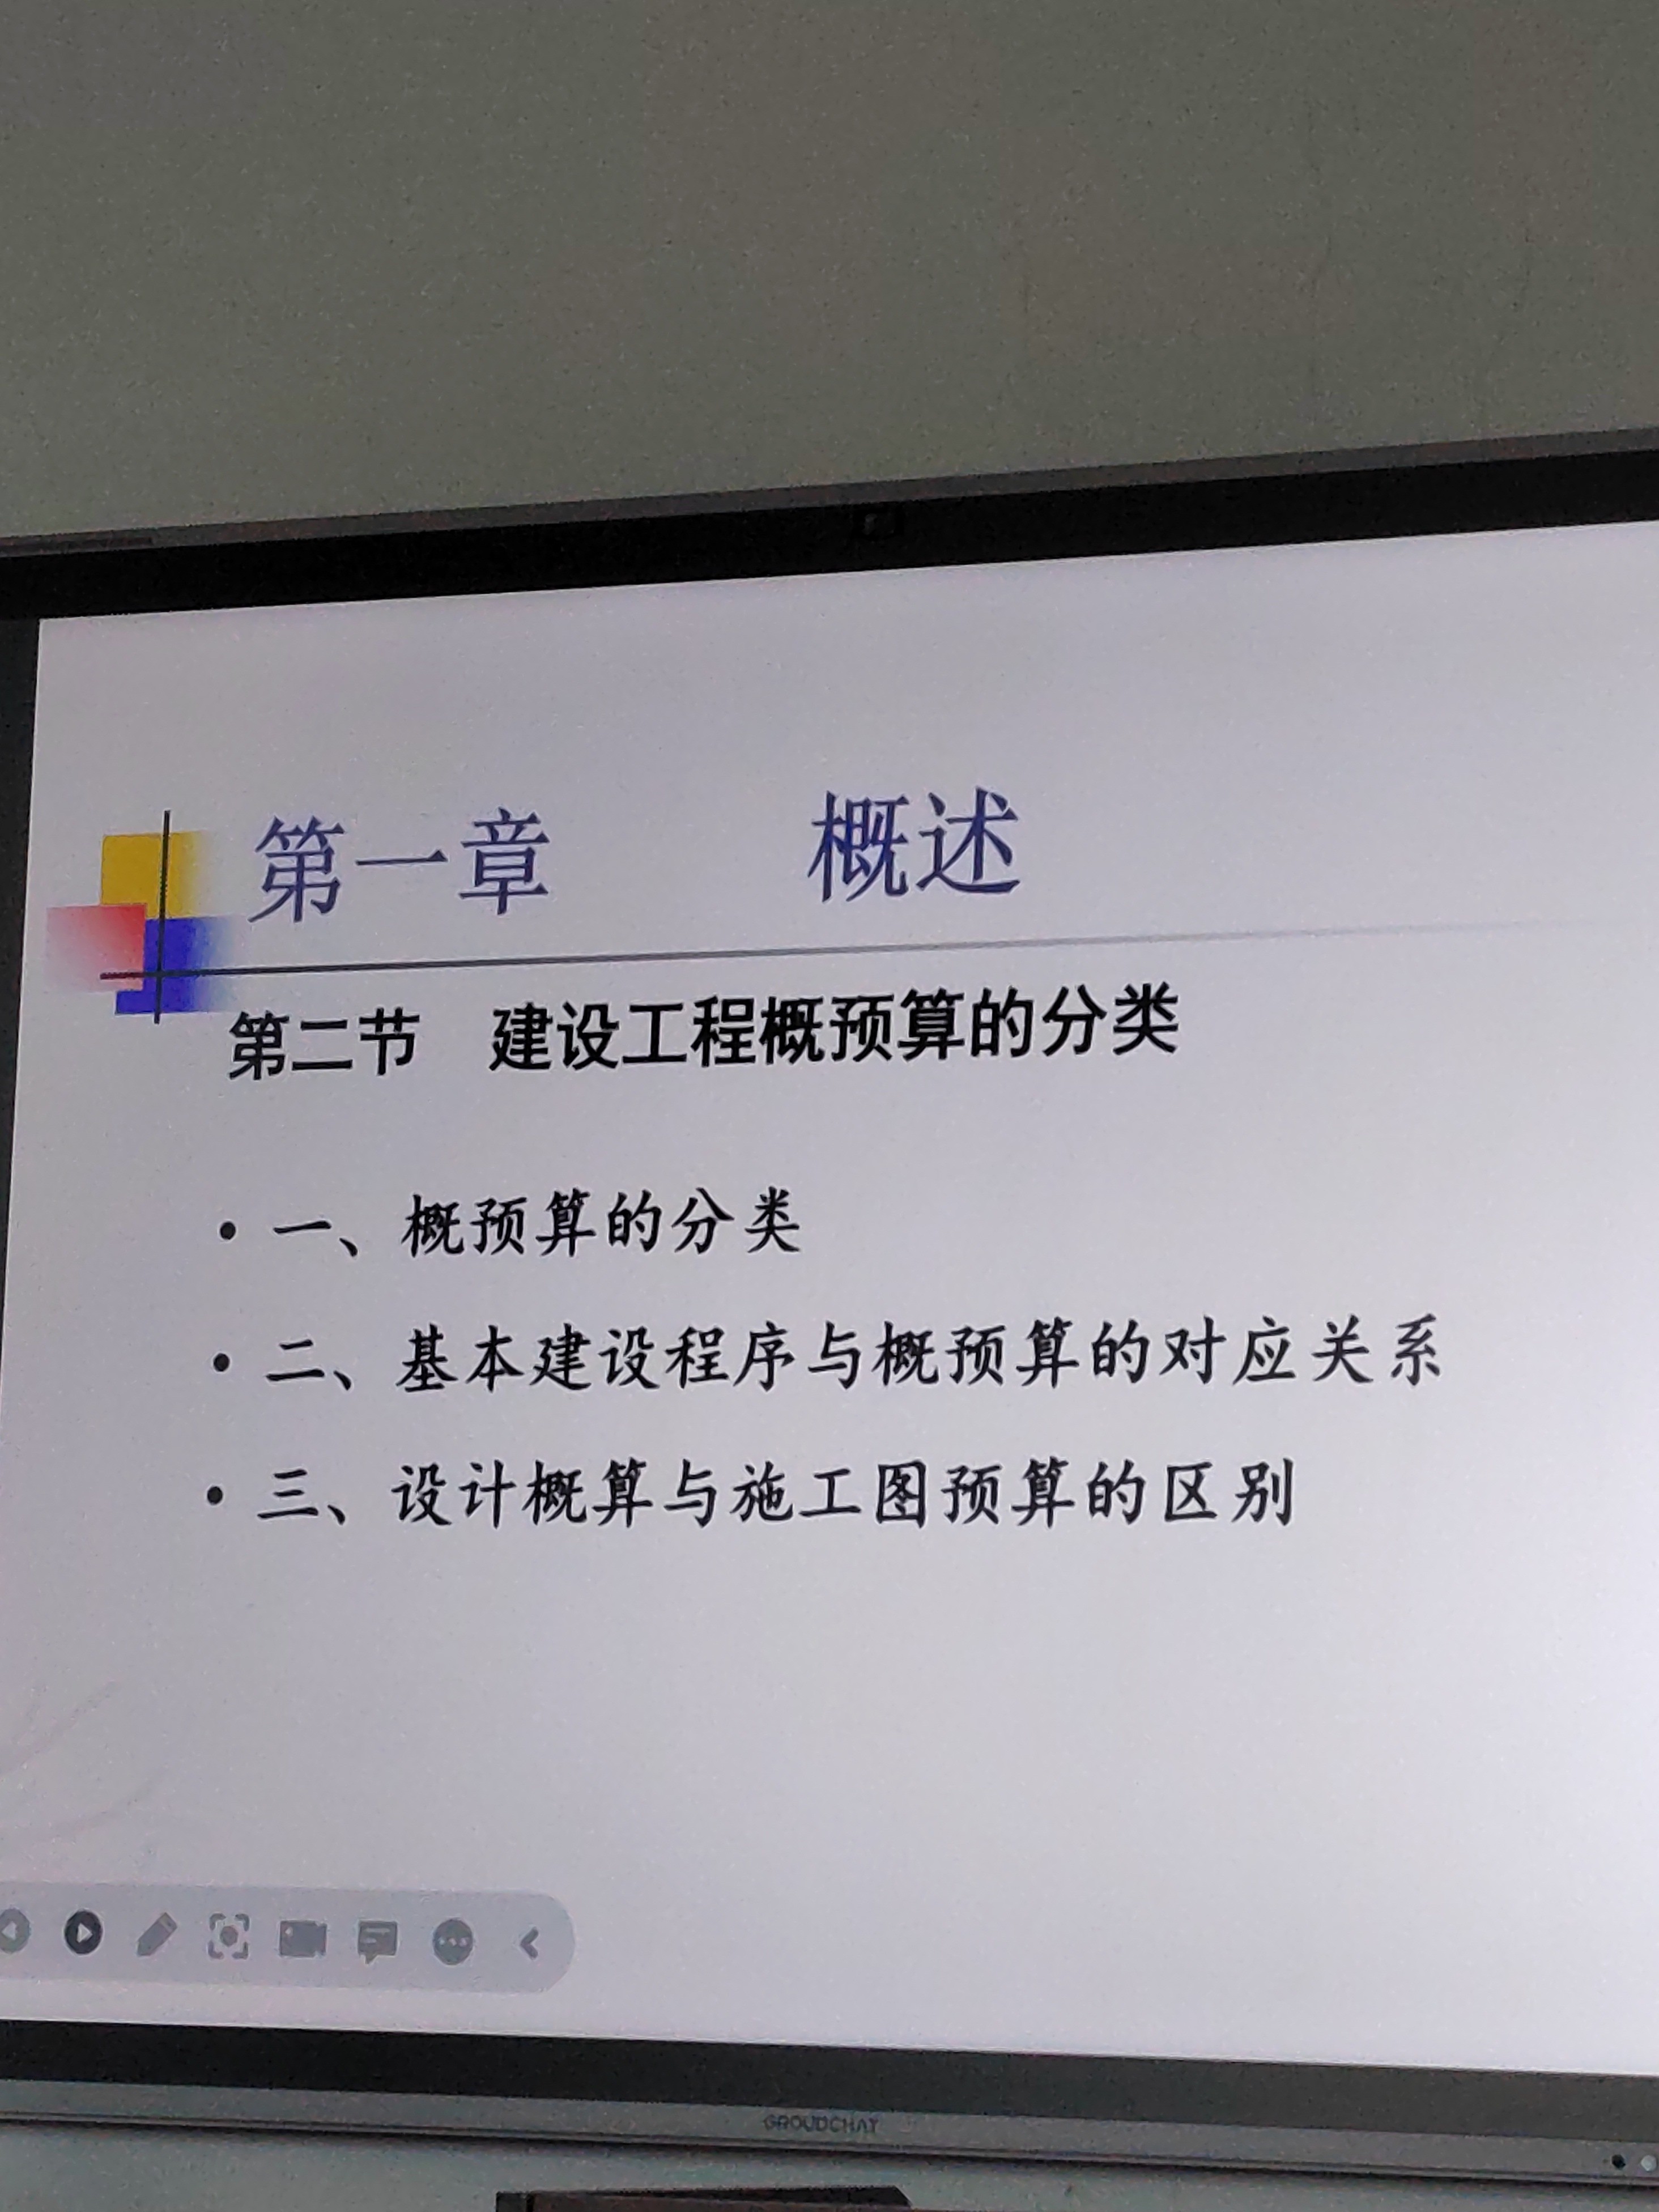 第一章 概述
第二节 建设工程概预算的分类
• 一、概预算的分类
• 二、基本建设程序与概预算的对应关系
• 三、设计概算与施工图预算的区别
GROUDCHAT